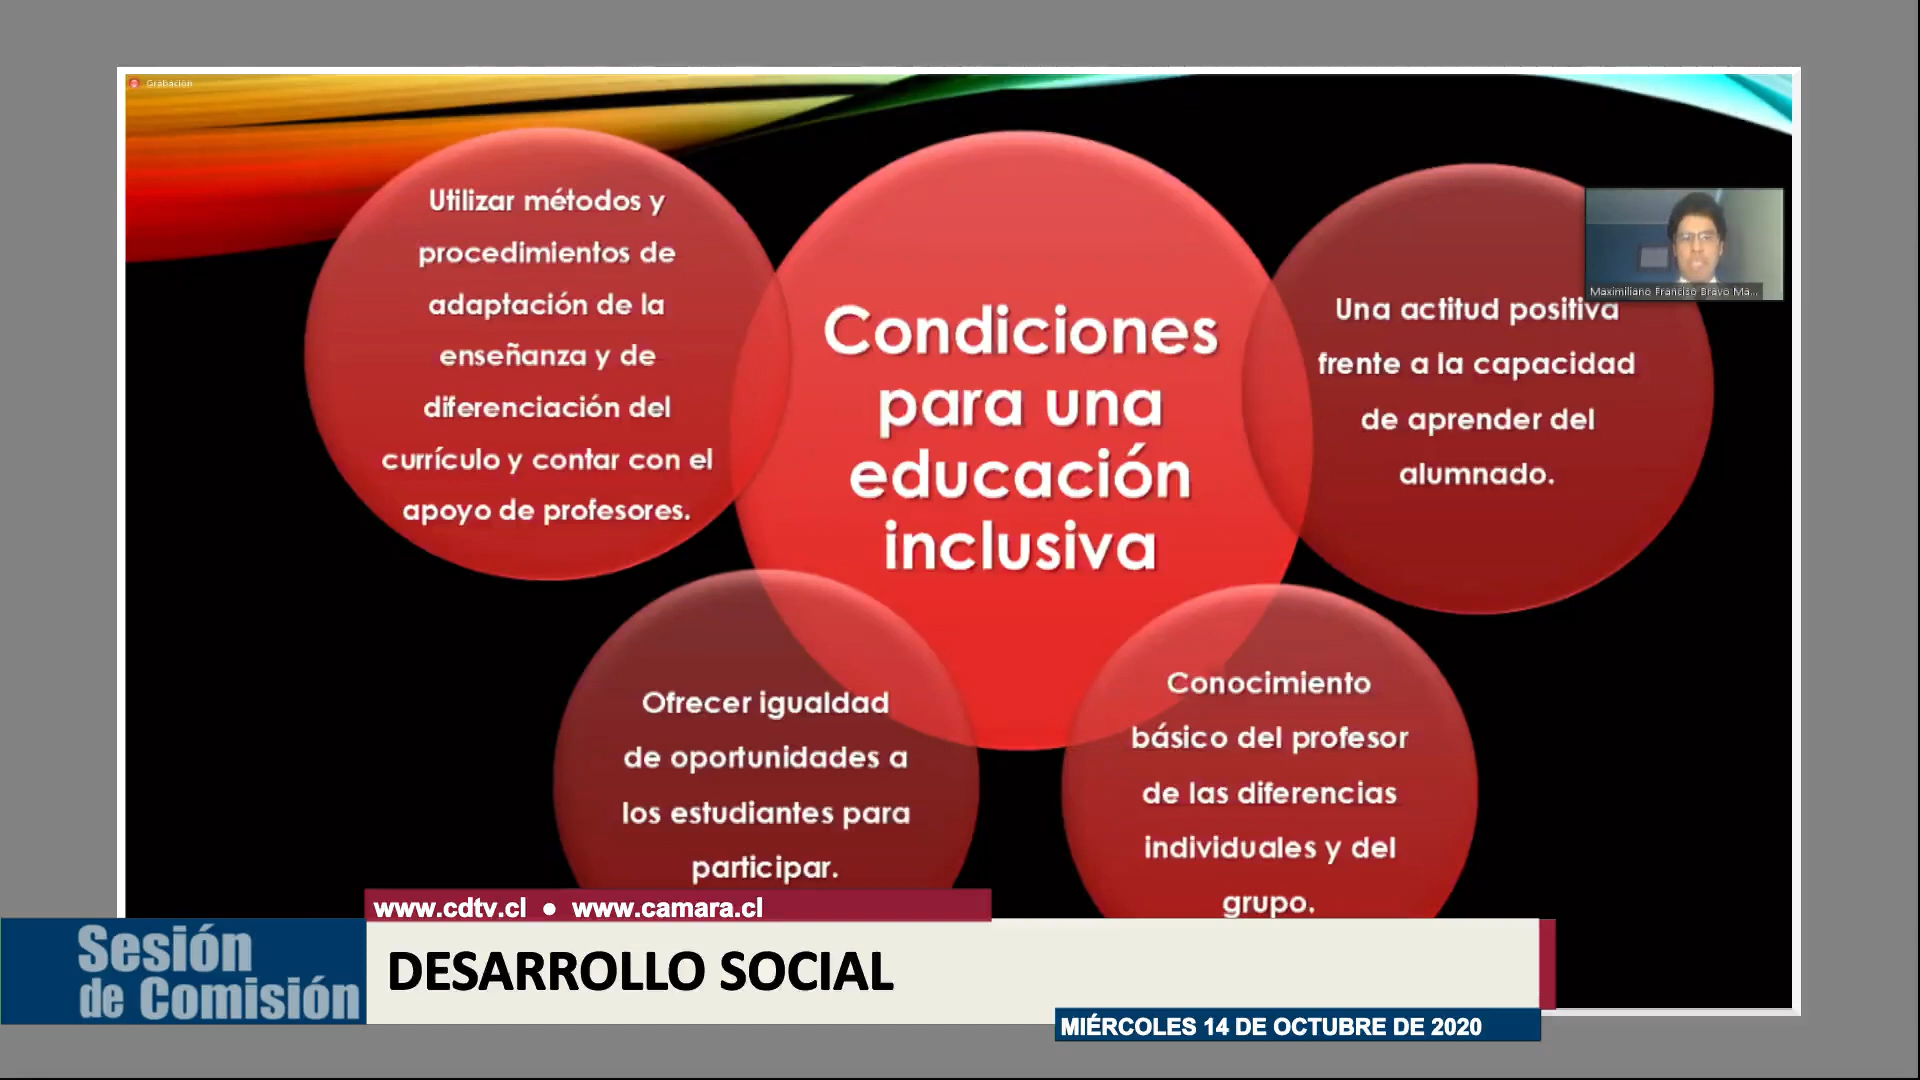 Grabación
Utilizar métodos y
procedimientos de
adaptación de la
enseñanza y de
diferenciación del
currículo y contar con el
apoyo de profesores.
Condiciones
para una
educación
inclusiva
Maximiliano Franciso Bravo Ma...
Una actitud positiva
frente a la capacidad
de aprender del
alumnado.
Ofrecer igualdad
de oportunidades a
los estudiantes para
participar.
Conocimiento
básico del profesor
de las diferencias
individuales y del
grupo.
www.cdtv.cl ● www.camara.cl
Sesión
de Comisión
DESARROLLO SOCIAL
MIÉRCOLES 14 DE OCTUBRE DE 2020